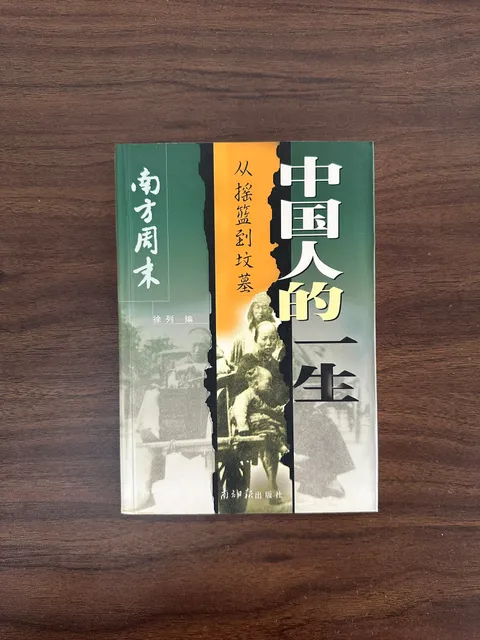 中国人的一生
从摇篮到坟墓
南方周末
徐列 编
南方日报出版社